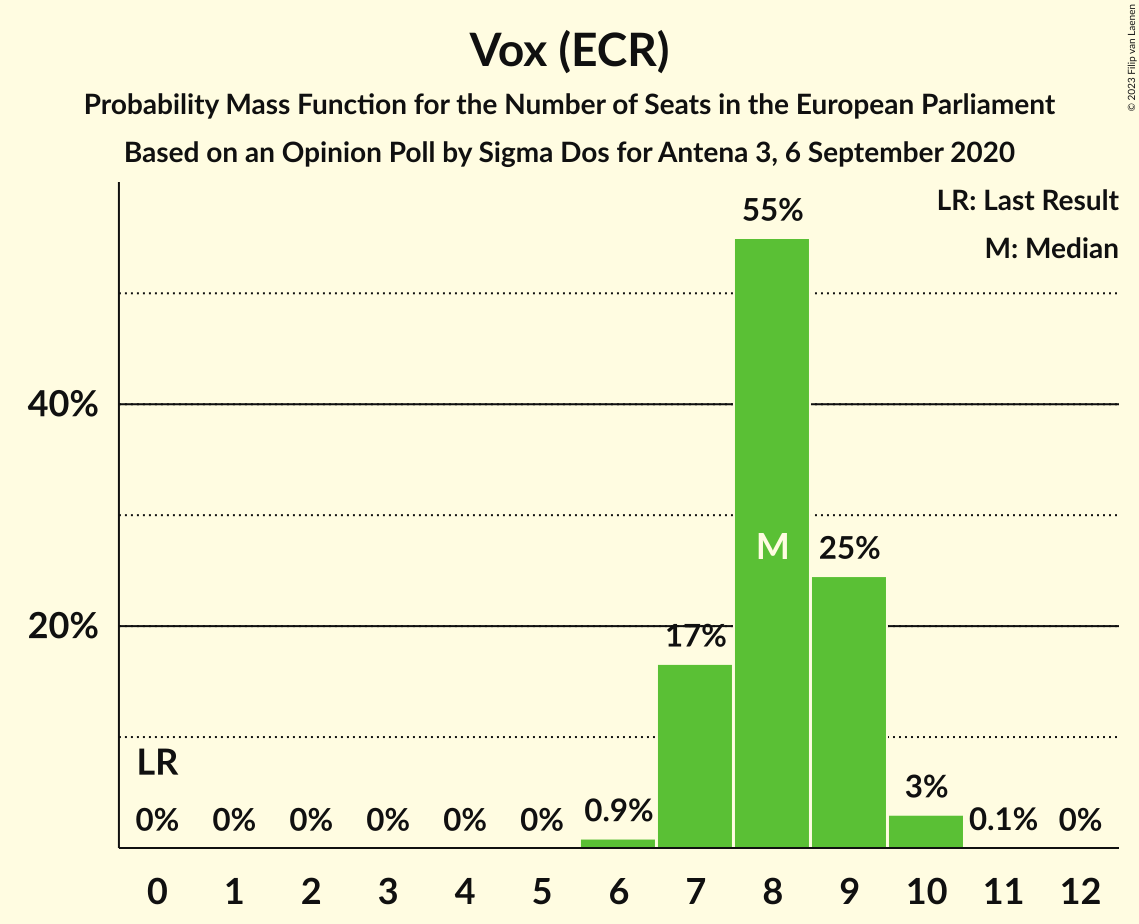 Vox (ECR)
Probability Mass Function for the Number of Seats in the European Parliament
Based on an Opinion Poll by Sigma Dos for Antena 3, 6 September 2020
© 2023 Filip van Laenen
LR: Last Result
M: Median
55%
40%
M
25%
20%
17%
LR
0% 0% 0% 0% 0% 0% 0.9% 3% 0.1% 0%
0 1 2 3 4 5 6 7 8 9 10 11 12